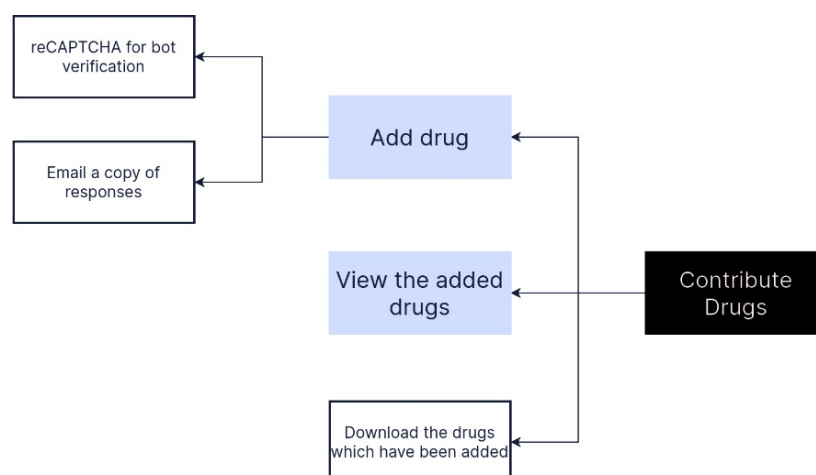 reCAPTCHA for bot
verification
Add drug
Email a copy of
responses
View the added
drugs
Contribute
Drugs
Download the drugs
which have been added